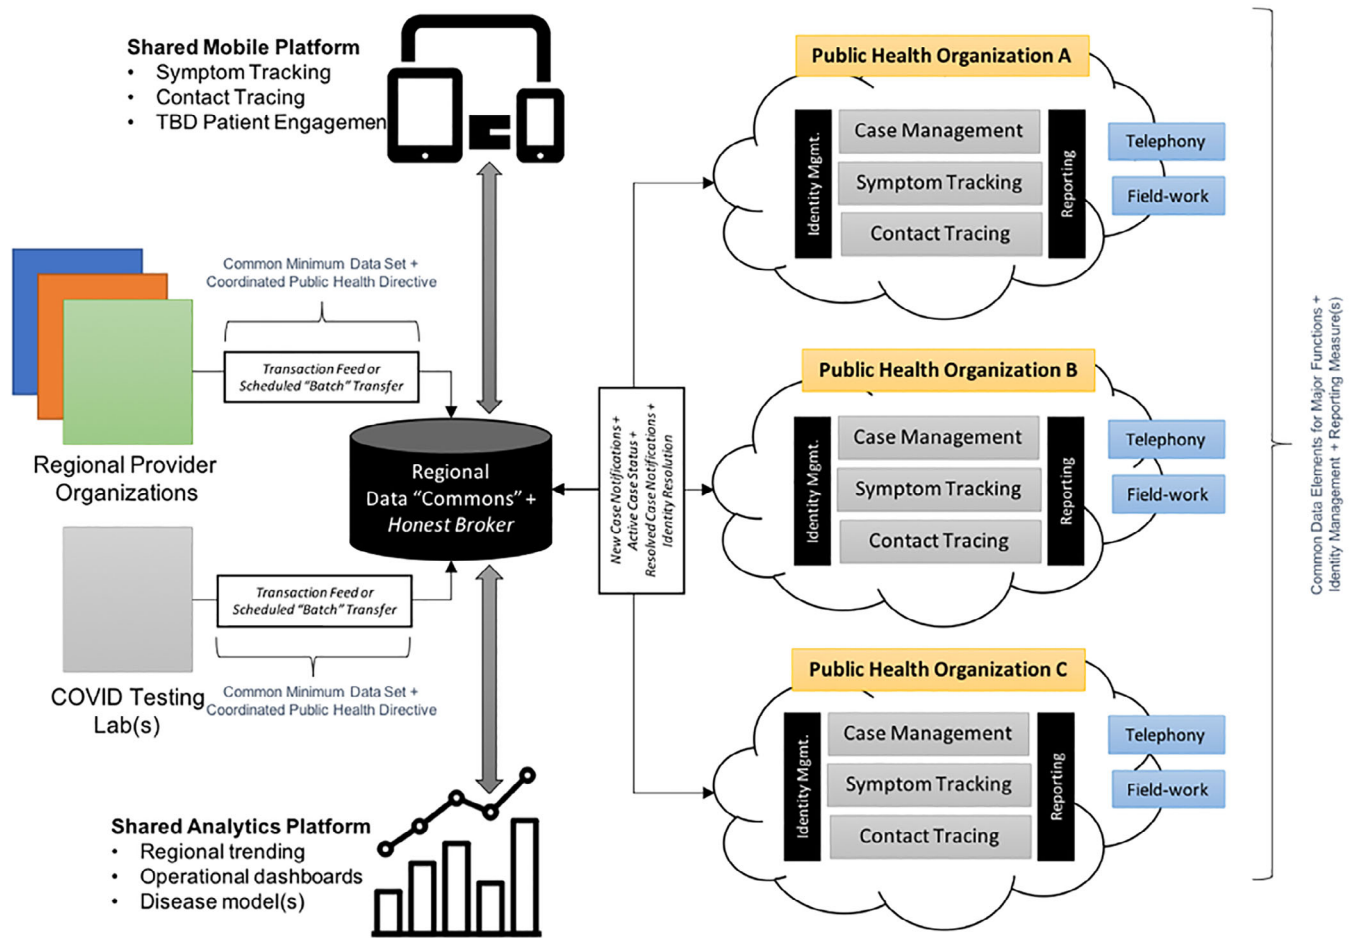 Shared Mobile Platform
• Symptom Tracking
• Contact Tracing
• TBD Patient Engagemen
Common Minimum Data Set +
Coordinated Public Health Directive
Transaction Feed or
Scheduled “Batch” Transfer
Regional Provider
Organizations
Regional
Data “Commons” +
Honest Broker
Transaction Feed or
Scheduled “Batch” Transfer
COVID Testing
Lab(s)
Common Minimum Data Set +
Coordinated Public Health Directive
Shared Analytics Platform
• Regional trending
• Operational dashboards
• Disease model(s)
New Case Notifications +
Active Case Status +
Resolved Case Notifications +
Identity Resolution
Public Health Organization A
Identity Mgmt.
Case Management
Symptom Tracking
Contact Tracing
Reporting
Telephony
Field-work
Public Health Organization B
Identity Mgmt.
Case Management
Symptom Tracking
Contact Tracing
Reporting
Telephony
Field-work
Public Health Organization C
Identity Mgmt.
Case Management
Symptom Tracking
Contact Tracing
Reporting
Telephony
Field-work
Common Data Elements for Major Functions +
Identity Management + Reporting Measure(s)